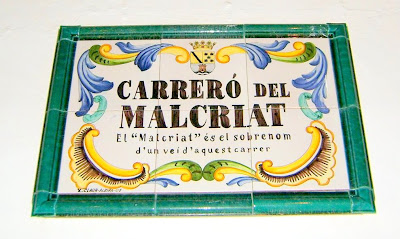 CARRERÓ DEL
MALCRIAT
El "Malcriat" és el sobrenom
d'un veí d'aquest carrer